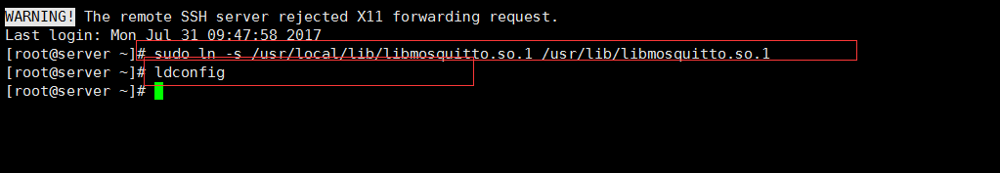 WARNING! The remote SSH server rejected X11 forwarding request.
Last login: Mon Jul 31 09:47:58 2017
[root@server ~]# sudo ln -s /usr/local/lib/libmosquitto.so.1 /usr/lib/libmosquitto.so.1
[root@server ~]# ldconfig
[root@server ~]#